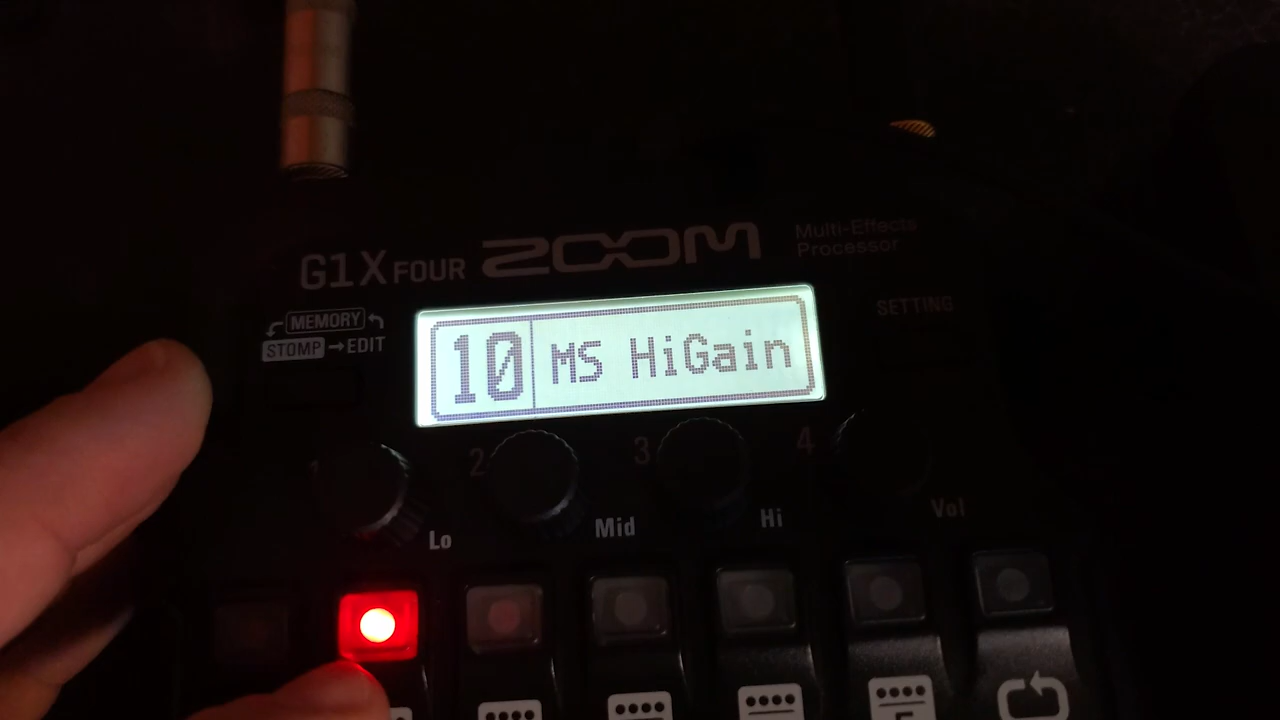 G1X FOUR ZOOM Multi-Effects
Processor
MEMORY
STOMP → EDIT
SETTING
10 MS HiGain
1 2 3 4
Lo Mid Hi Vol